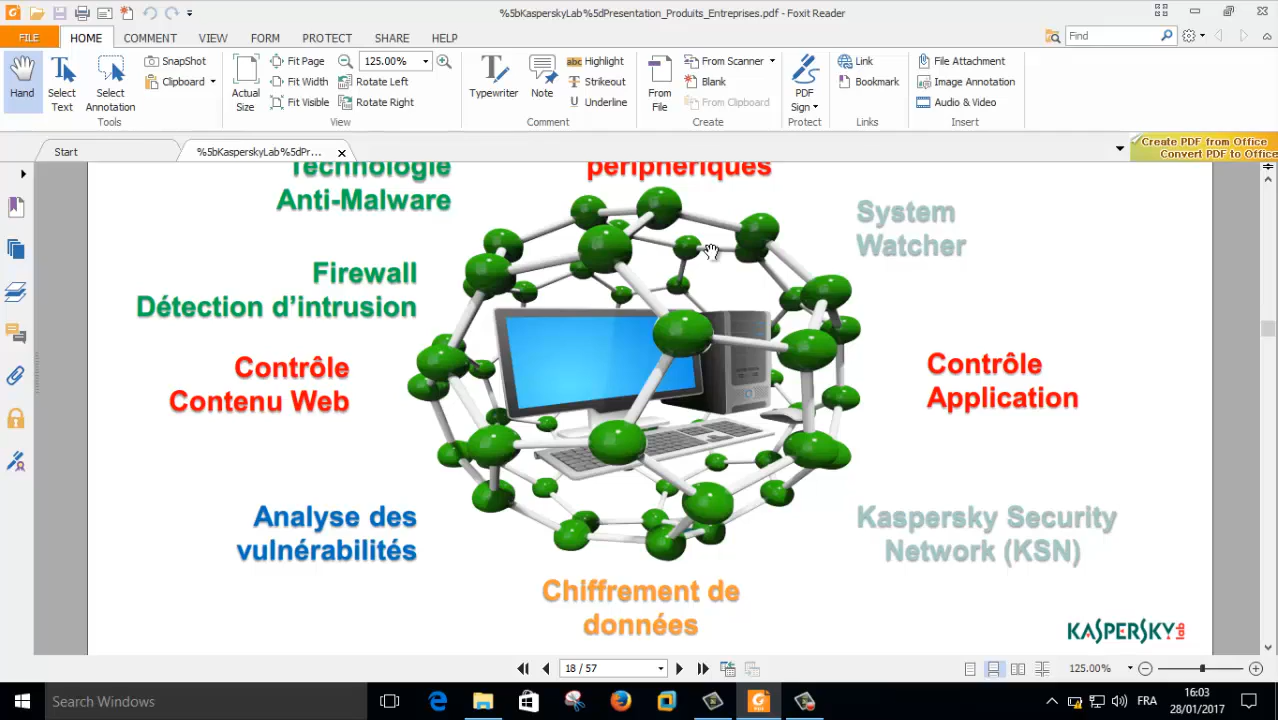 %5bKasperskyLab%5dPresentation_Produits_Entreprises.pdf - Foxit Reader
FILE
HOME
COMMENT
VIEW
FORM
PROTECT
SHARE
HELP
Find
Hand
Select
Text
Select
Annotation
SnapShot
Clipboard
Tools
Actual
Size
Fit Page
Fit Width
Fit Visible
125.00%
Rotate Left
Rotate Right
View
Typewriter
Note
Highlight
Strikeout
Underline
Comment
From
File
From Scanner
Blank
From Clipboard
Create
PDF
Sign
Protect
Link
Bookmark
Links
File Attachment
Image Annotation
Audio & Video
Insert
Start
%5bKasperskyLab%5dPr...
Create PDF from Office
Convert PDF to Office
Technologie
Anti-Malware
périphériques
System
Watcher
Firewall
Détection d'intrusion
Contrôle
Contenu Web
Contrôle
Application
Analyse des
vulnérabilités
Kaspersky Security
Network (KSN)
Chiffrement de
données
KASPERSKY lab
18 / 57
125.00%
Search Windows
FRA
16:03
28/01/2017